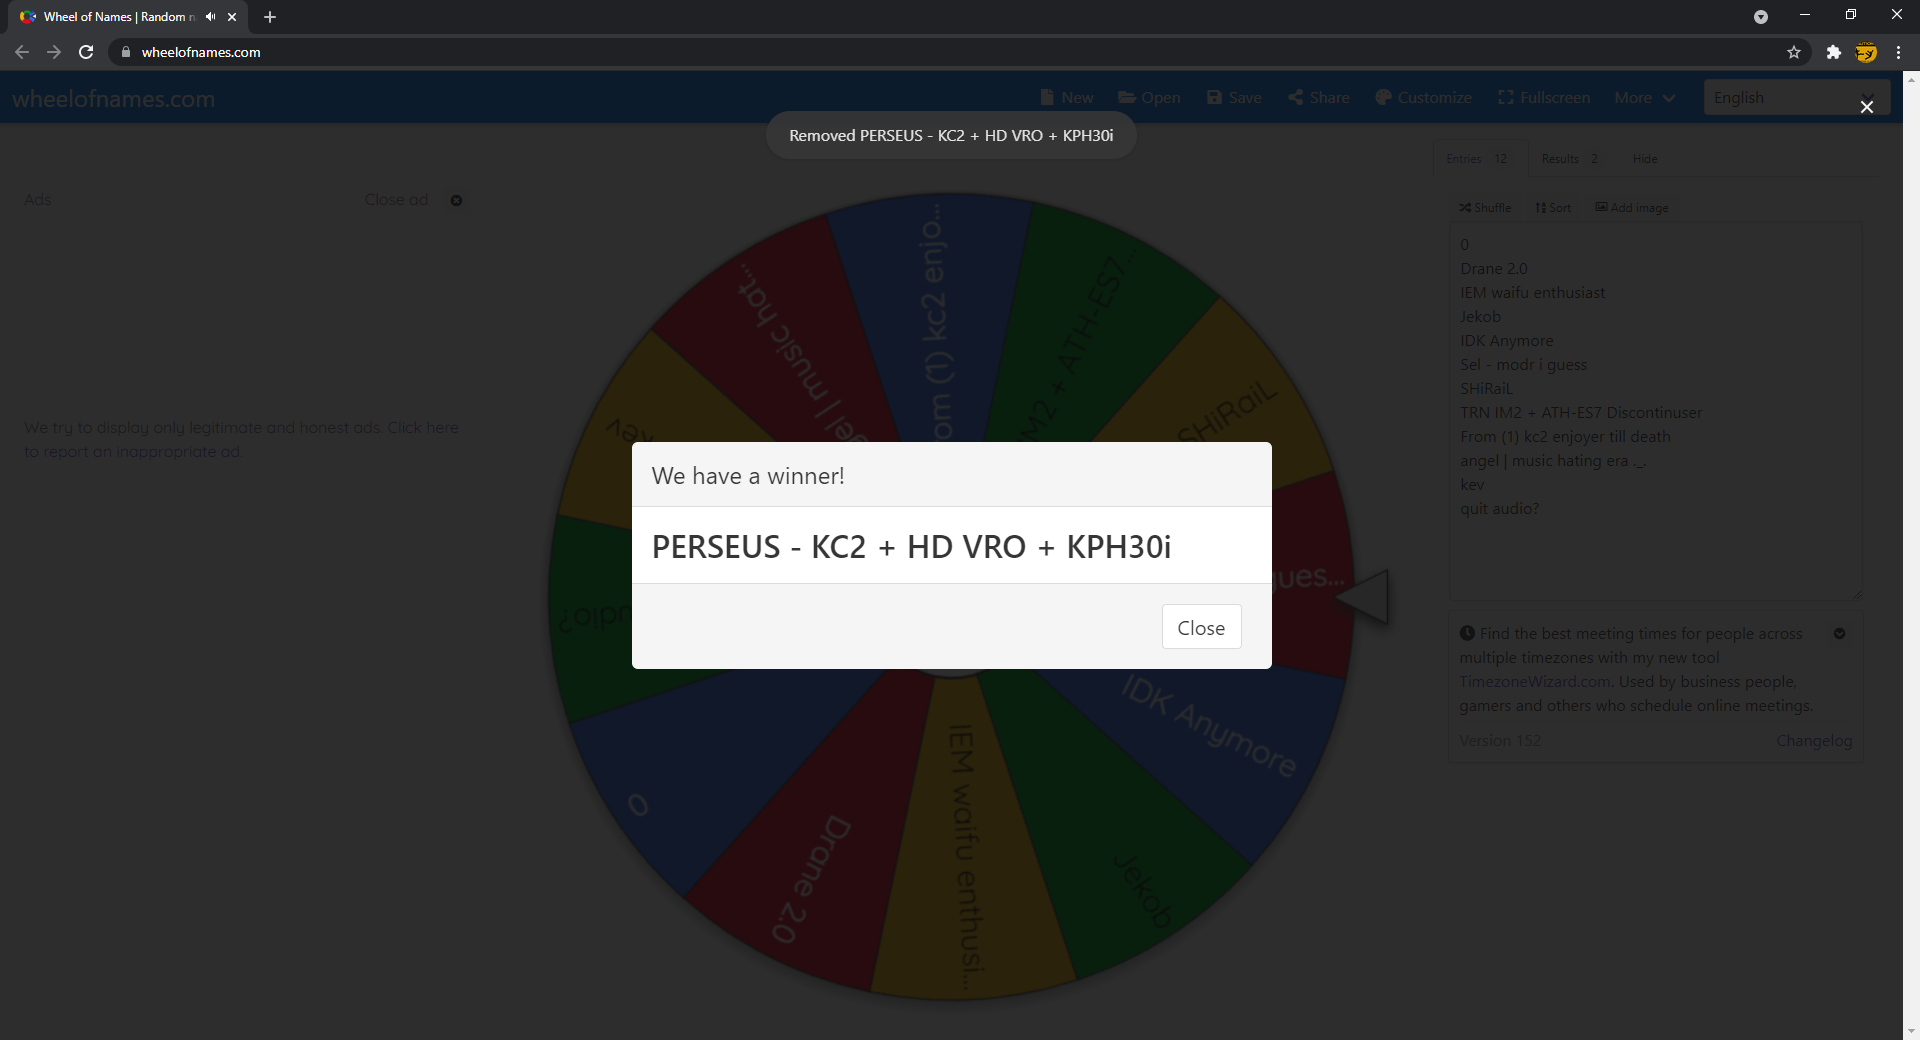 Wheel of Names | Random n
wheelofnames.com
wheelofnames.com
New
Open
Save
Share
Customize
Fullscreen
More
English
Removed PERSEUS - KC2 + HD VRO + KPH30i
Entries 12
Results 2
Hide
Ads
Close ad
Shuffle
Sort
Add image
0
Drane 2.0
IEM waifu enthusiast
Jekob
IDK Anymore
Sel - modr i guess
SHiRaiL
TRN IM2 + ATH-ES7 Discontinuser
From (1) kc2 enjoyer till death
angel | music hating era ._.
kev
quit audio?
We try to display only legitimate and honest ads. Click here
to report an inappropriate ad.
el | music hat...
om (1) kc2 enjo...
M2 + ATH-ES7...
SHiRaiL
kev
We have a winner!
PERSEUS - KC2 + HD VRO + KPH30i
Close
gues...
udio?
IDK Anymore
Jekob
IEM waifu enthusi...
Drane 2.0
0
Find the best meeting times for people across
multiple timezones with my new tool
TimezoneWizard.com. Used by business people,
gamers and others who schedule online meetings.
Version 152
Changelog